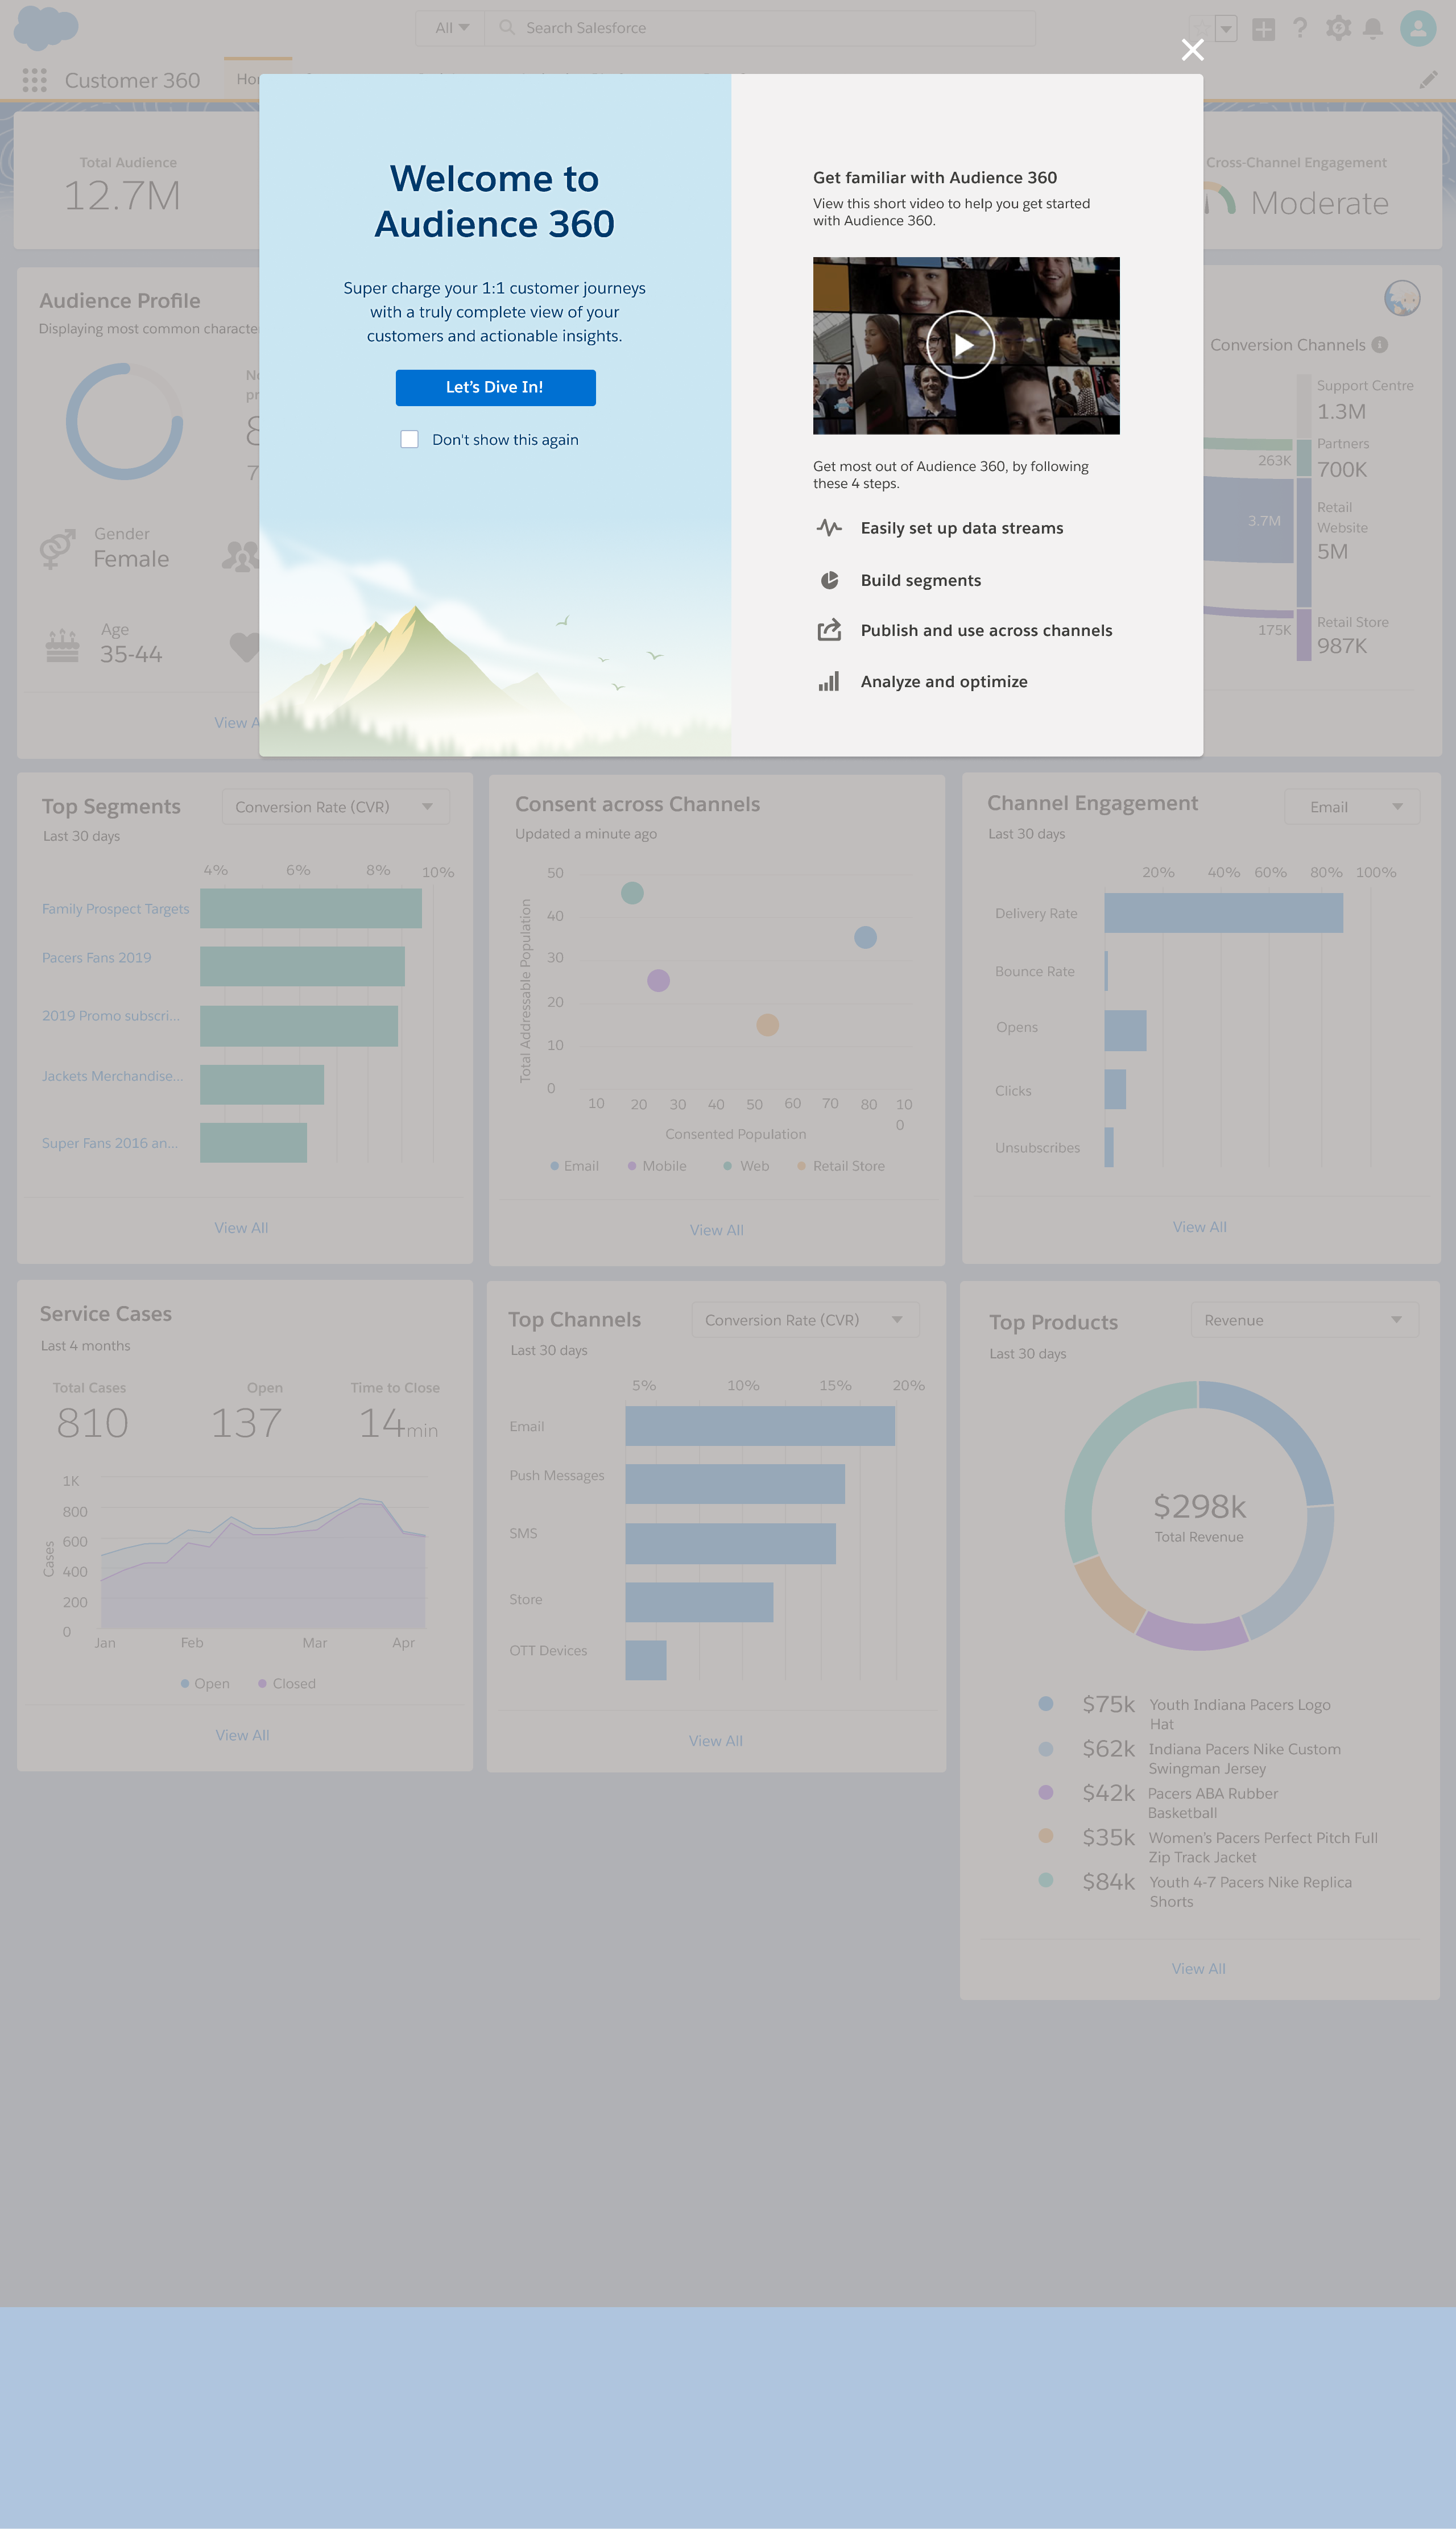 All
Search Salesforce
Customer 360
Total Audience
12.7M
Cross-Channel Engagement
Moderate
Welcome to
Audience 360
Super charge your 1:1 customer journeys
with a truly complete view of your
customers and actionable insights.
Let's Dive In!
Don't show this again
Get familiar with Audience 360
View this short video to help you get started
with Audience 360.
Get most out of Audience 360, by following
these 4 steps.
Easily set up data streams
Build segments
Publish and use across channels
Analyze and optimize
Audience Profile
Displaying most common
Gender
Female
Age
35-44
View
Conversion Channels
Support Centre
1.3M
Partners
263K
700K
Retail
Website
3.7M
5M
Retail Store
175K
987K
Top Segments
Conversion Rate (CVR)
Last 30 days
4% 6% 8% 10%
Family Prospect Targets
Pacers Fans 2019
2019 Promo subscri...
Jackets Merchandise...
Super Fans 2016 an...
View All
Consent across Channels
Updated a minute ago
Total Addressable Population
50
40
30
20
10
0
10 20 30 40 50 60 70 80 10
0
Consented Population
Email Mobile Web Retail Store
View All
Channel Engagement
Email
Last 30 days
20% 40% 60% 80% 100%
Delivery Rate
Bounce Rate
Opens
Clicks
Unsubscribes
View All
Service Cases
Last 4 months
Total Cases Open Time to Close
810 137 14min
Cases
1K
800
600
400
200
0
Jan Feb Mar Apr
Open Closed
View All
Top Channels
Conversion Rate (CVR)
Last 30 days
5% 10% 15% 20%
Email
Push Messages
SMS
Store
OTT Devices
View All
Top Products
Revenue
Last 30 days
$298k
Total Revenue
$75k Youth Indiana Pacers Logo
Hat
$62k Indiana Pacers Nike Custom
Swingman Jersey
$42k Pacers ABA Rubber
Basketball
$35k Women's Pacers Perfect Pitch Full
Zip Track Jacket
$84k Youth 4-7 Pacers Nike Replica
Shorts
View All